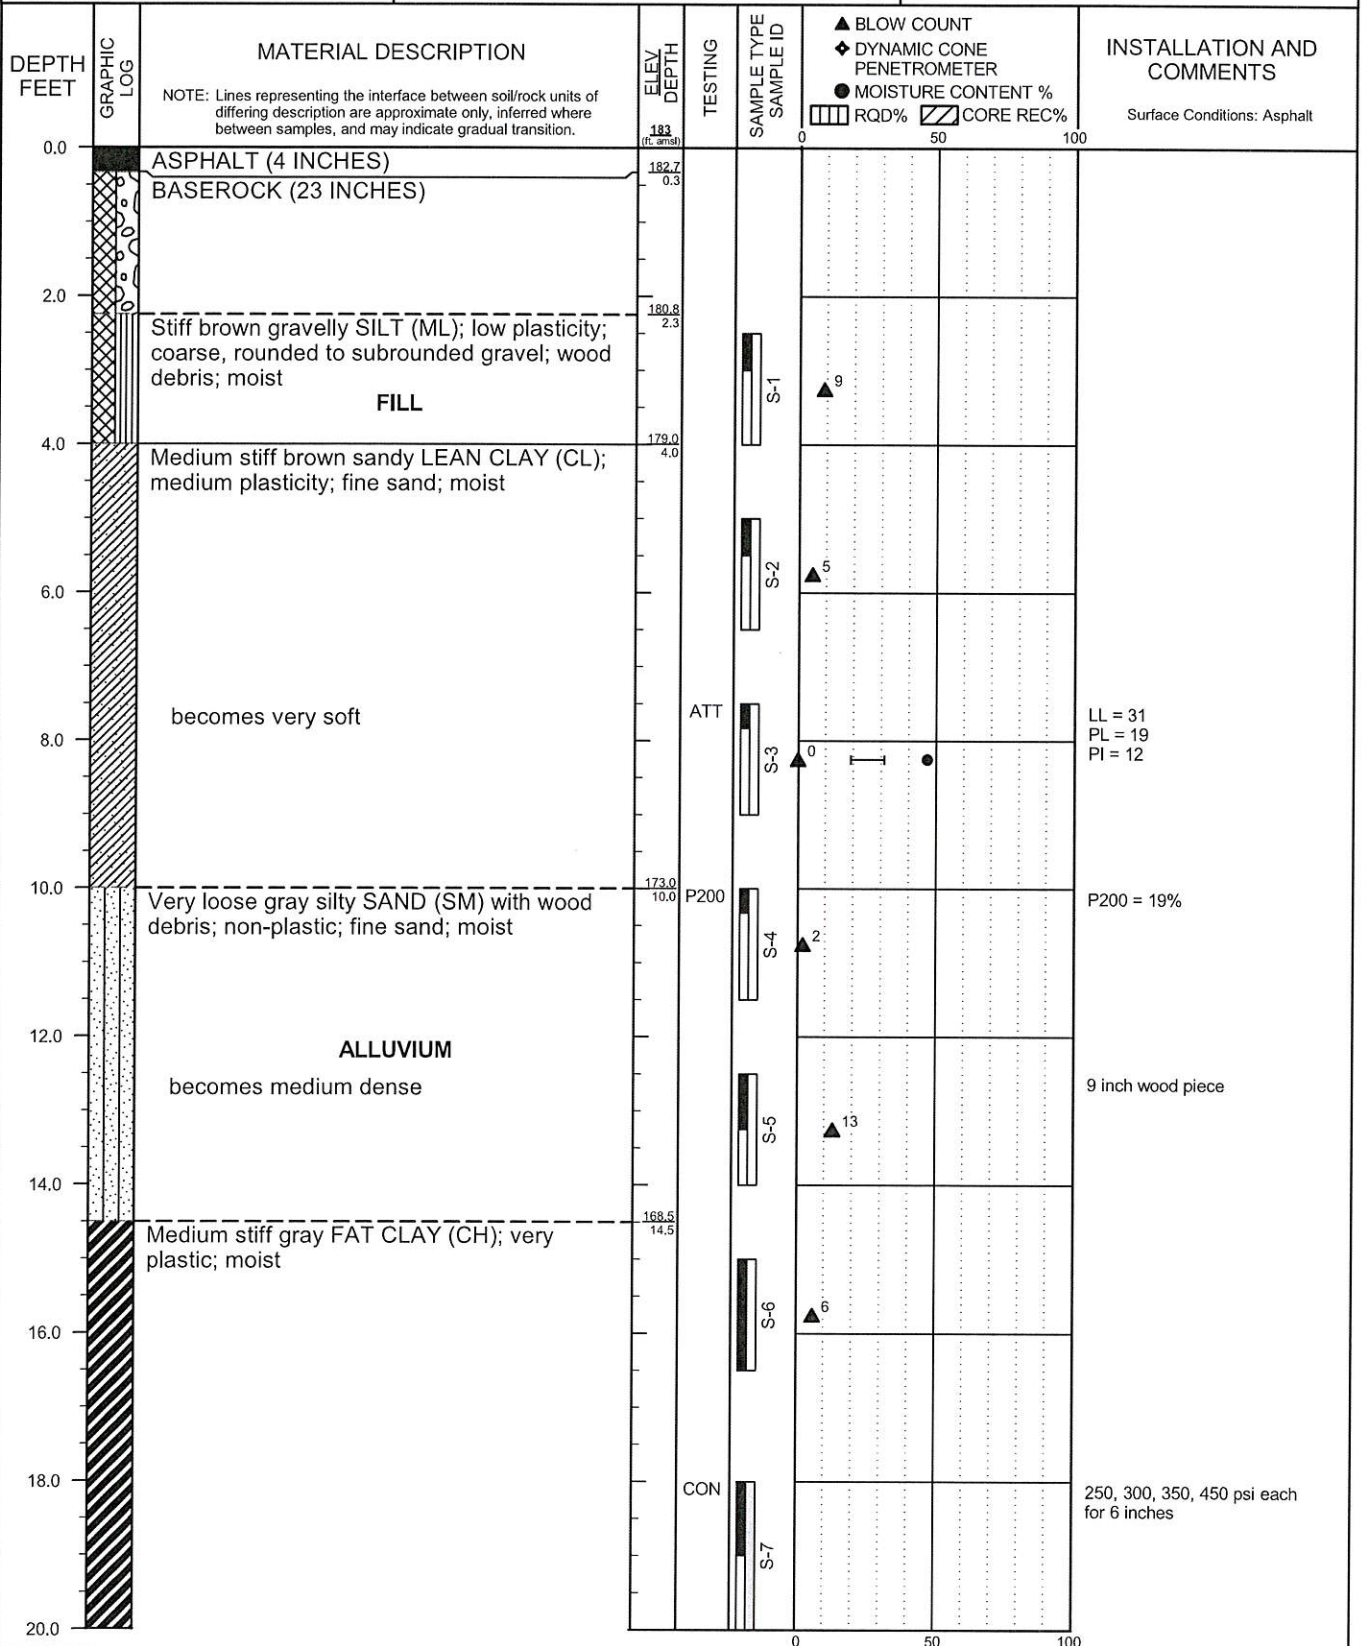 DEPTH
FEET
GRAPHIC
LOG
MATERIAL DESCRIPTION
NOTE: Lines representing the interface between soil/rock units of
differing description are approximate only, inferred where
between samples, and may indicate gradual transition.
ELEV
DEPTH
183
(ft. amsl)
TESTING
SAMPLE TYPE
SAMPLE ID
▲ BLOW COUNT
DYNAMIC CONE
PENETROMETER
● MOISTURE CONTENT %
RQD% CORE REC%
0 50 100
INSTALLATION AND
COMMENTS
Surface Conditions: Asphalt
0.0
ASPHALT (4 INCHES)
182.7
0.3
BASEROCK (23 INCHES)
2.0
180.8
2.3
Stiff brown gravelly SILT (ML); low plasticity;
coarse, rounded to subrounded gravel; wood
debris; moist
FILL
S-1
9
4.0
179.0
4.0
Medium stiff brown sandy LEAN CLAY (CL);
medium plasticity; fine sand; moist
S-2
5
6.0
becomes very soft
ATT
S-3
0
LL = 31
PL = 19
PI = 12
8.0
10.0
173.0
10.0
Very loose gray silty SAND (SM) with wood
debris; non-plastic; fine sand; moist
P200
S-4
2
P200 = 19%
12.0
ALLUVIUM
becomes medium dense
S-5
13
9 inch wood piece
14.0
168.5
14.5
Medium stiff gray FAT CLAY (CH); very
plastic; moist
S-6
6
16.0
18.0
CON
S-7
250, 300, 350, 450 psi each
for 6 inches
20.0
0 50 100